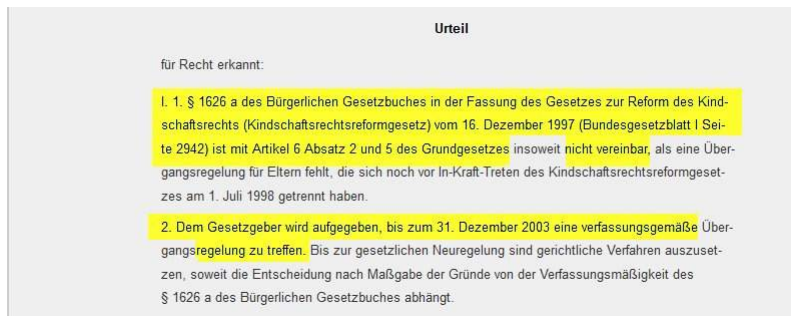 Urteil
für Recht erkannt:
I. 1. § 1626 a des Bürgerlichen Gesetzbuches in der Fassung des Gesetzes zur Reform des Kind-
schaftsrechts (Kindschaftsrechtsreformgesetz) vom 16. Dezember 1997 (Bundesgesetzblatt I Sei-
te 2942) ist mit Artikel 6 Absatz 2 und 5 des Grundgesetzes insoweit nicht vereinbar, als eine Über-
gangsregelung für Eltern fehlt, die sich noch vor In-Kraft-Treten des Kindschaftsrechtsreformgeset-
zes am 1. Juli 1998 getrennt haben.
2. Dem Gesetzgeber wird aufgegeben, bis zum 31. Dezember 2003 eine verfassungsgemäße Über-
gangsregelung zu treffen. Bis zur gesetzlichen Neuregelung sind gerichtliche Verfahren auszuset-
zen, soweit die Entscheidung nach Maßgabe der Gründe von der Verfassungsmäßigkeit des
§ 1626 a des Bürgerlichen Gesetzbuches abhängt.